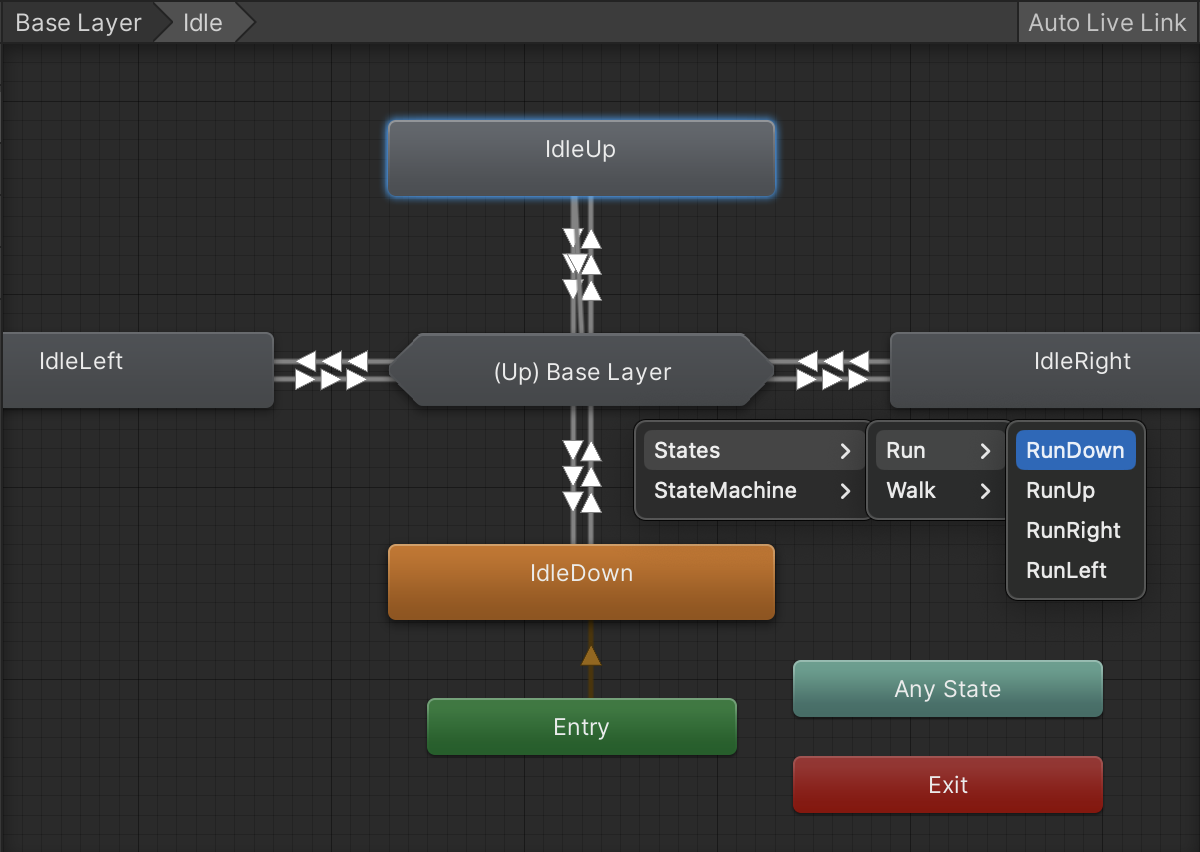 Base Layer
Idle
Auto Live Link
IdleUp
IdleLeft
(Up) Base Layer
IdleRight
States
StateMachine
Run
Walk
RunDown
RunUp
RunRight
RunLeft
IdleDown
Any State
Entry
Exit